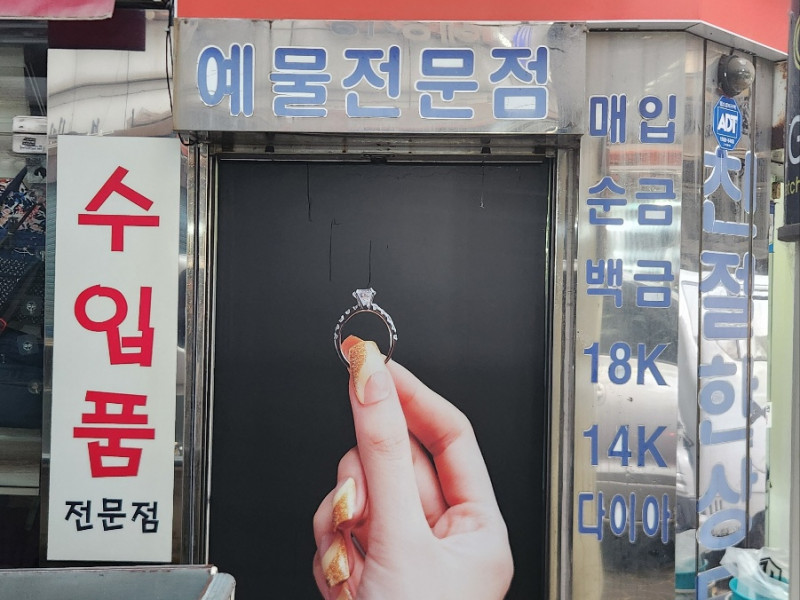 예물전문점
수입품
전문점
매입
순금
백금
18K
14K
다이아
ADT
친절한상